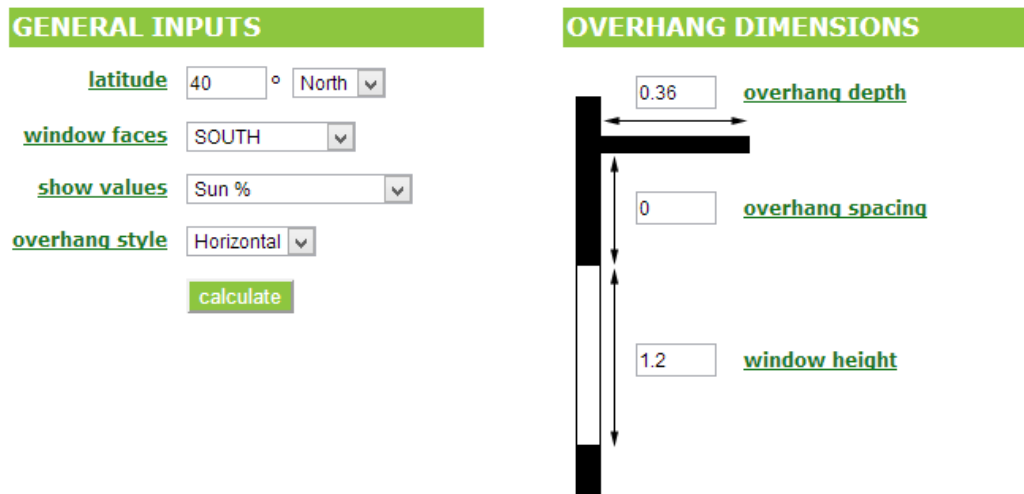 GENERAL INPUTS
latitude 40 ° North
window faces SOUTH
show values Sun %
overhang style Horizontal
calculate
OVERHANG DIMENSIONS
0.36 overhang depth
0 overhang spacing
1.2 window height